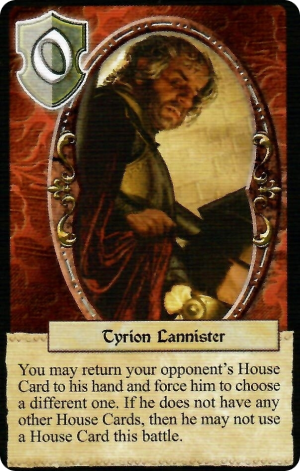 0
Tyrion Lannister
You may return your opponent's House
Card to his hand and force him to choose
a different one. If he does not have any
other House Cards, then he may not use
a House Card this battle.